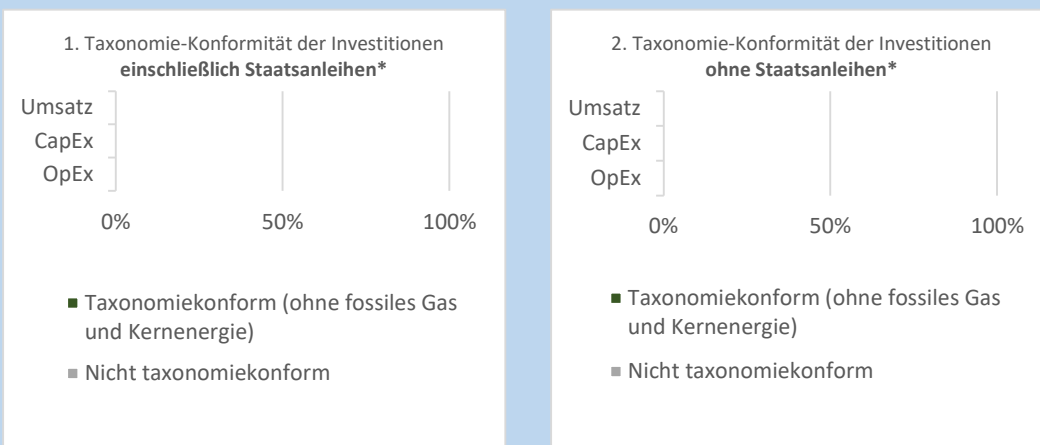 1. Taxonomie-Konformität der Investitionen
einschließlich Staatsanleihen*
Umsatz
CapEx
OpEx
0% 50% 100%
Taxonomiekonform (ohne fossiles Gas
und Kernenergie)
Nicht taxonomiekonform
2. Taxonomie-Konformität der Investitionen
ohne Staatsanleihen*
Umsatz
CapEx
OpEx
0% 50% 100%
Taxonomiekonform (ohne fossiles Gas
und Kernenergie)
Nicht taxonomiekonform